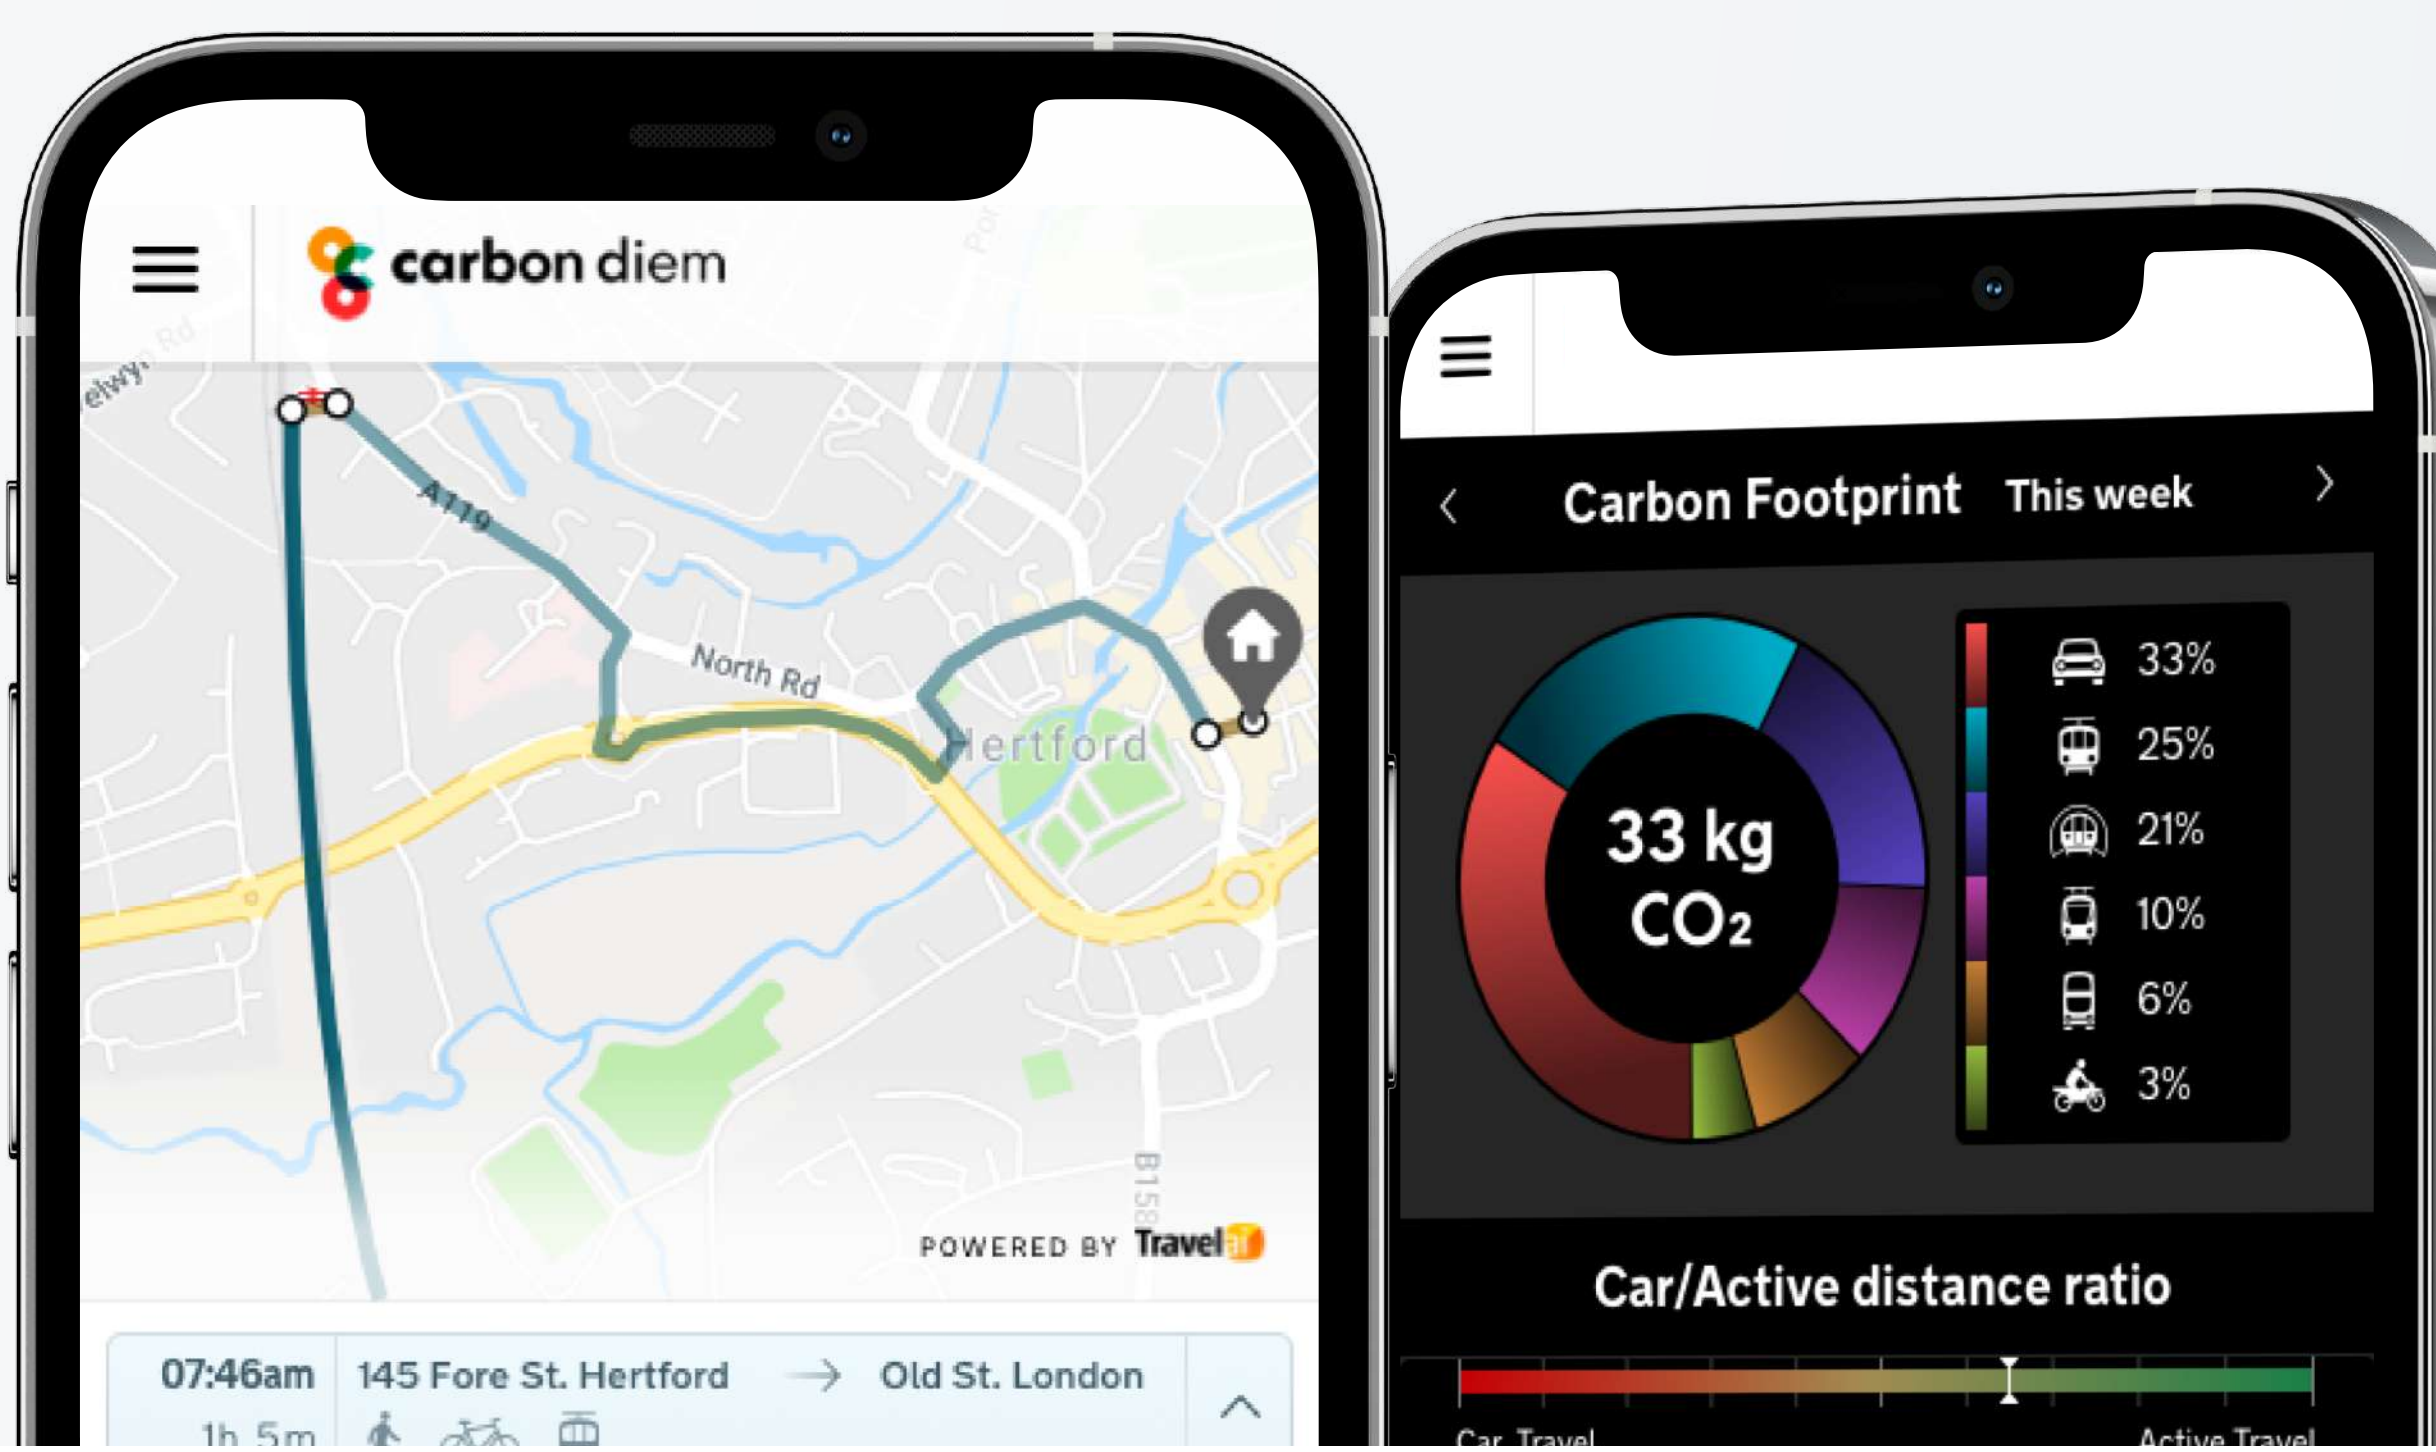 carbon diem
Rd
A119
North Rd
Hertford
B158
POWERED BY Travelai
07:46am
145 Fore St. Hertford → Old St. London
1h 5m
Carbon Footprint This week
33 kg
CO₂
33%
25%
21%
10%
6%
3%
Car/Active distance ratio
Car Travel
Active Travel